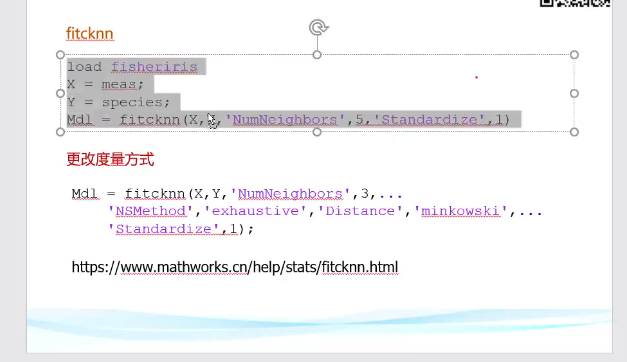 fitcknn
load fisheriris
X = meas;
Y = species;
Mdl = fitcknn(X,Y,'NumNeighbors',5,'Standardize',1)
更改度量方式
Mdl = fitcknn(X,Y,'NumNeighbors',3,...
'NSMethod','exhaustive','Distance','minkowski',...
'Standardize',1);
https://www.mathworks.cn/help/stats/fitcknn.html